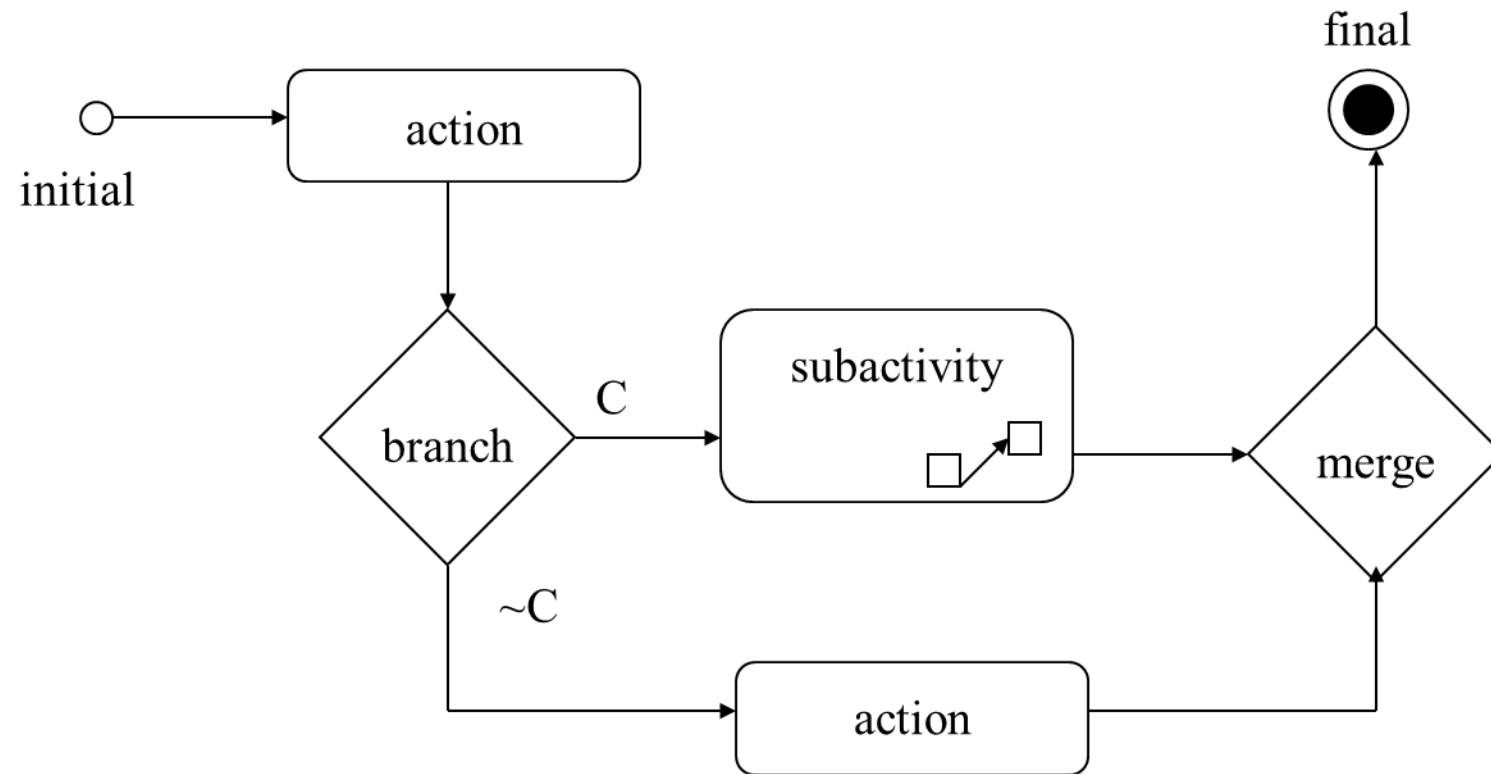 final
action
initial
subactivity
C
branch
merge
~C
action